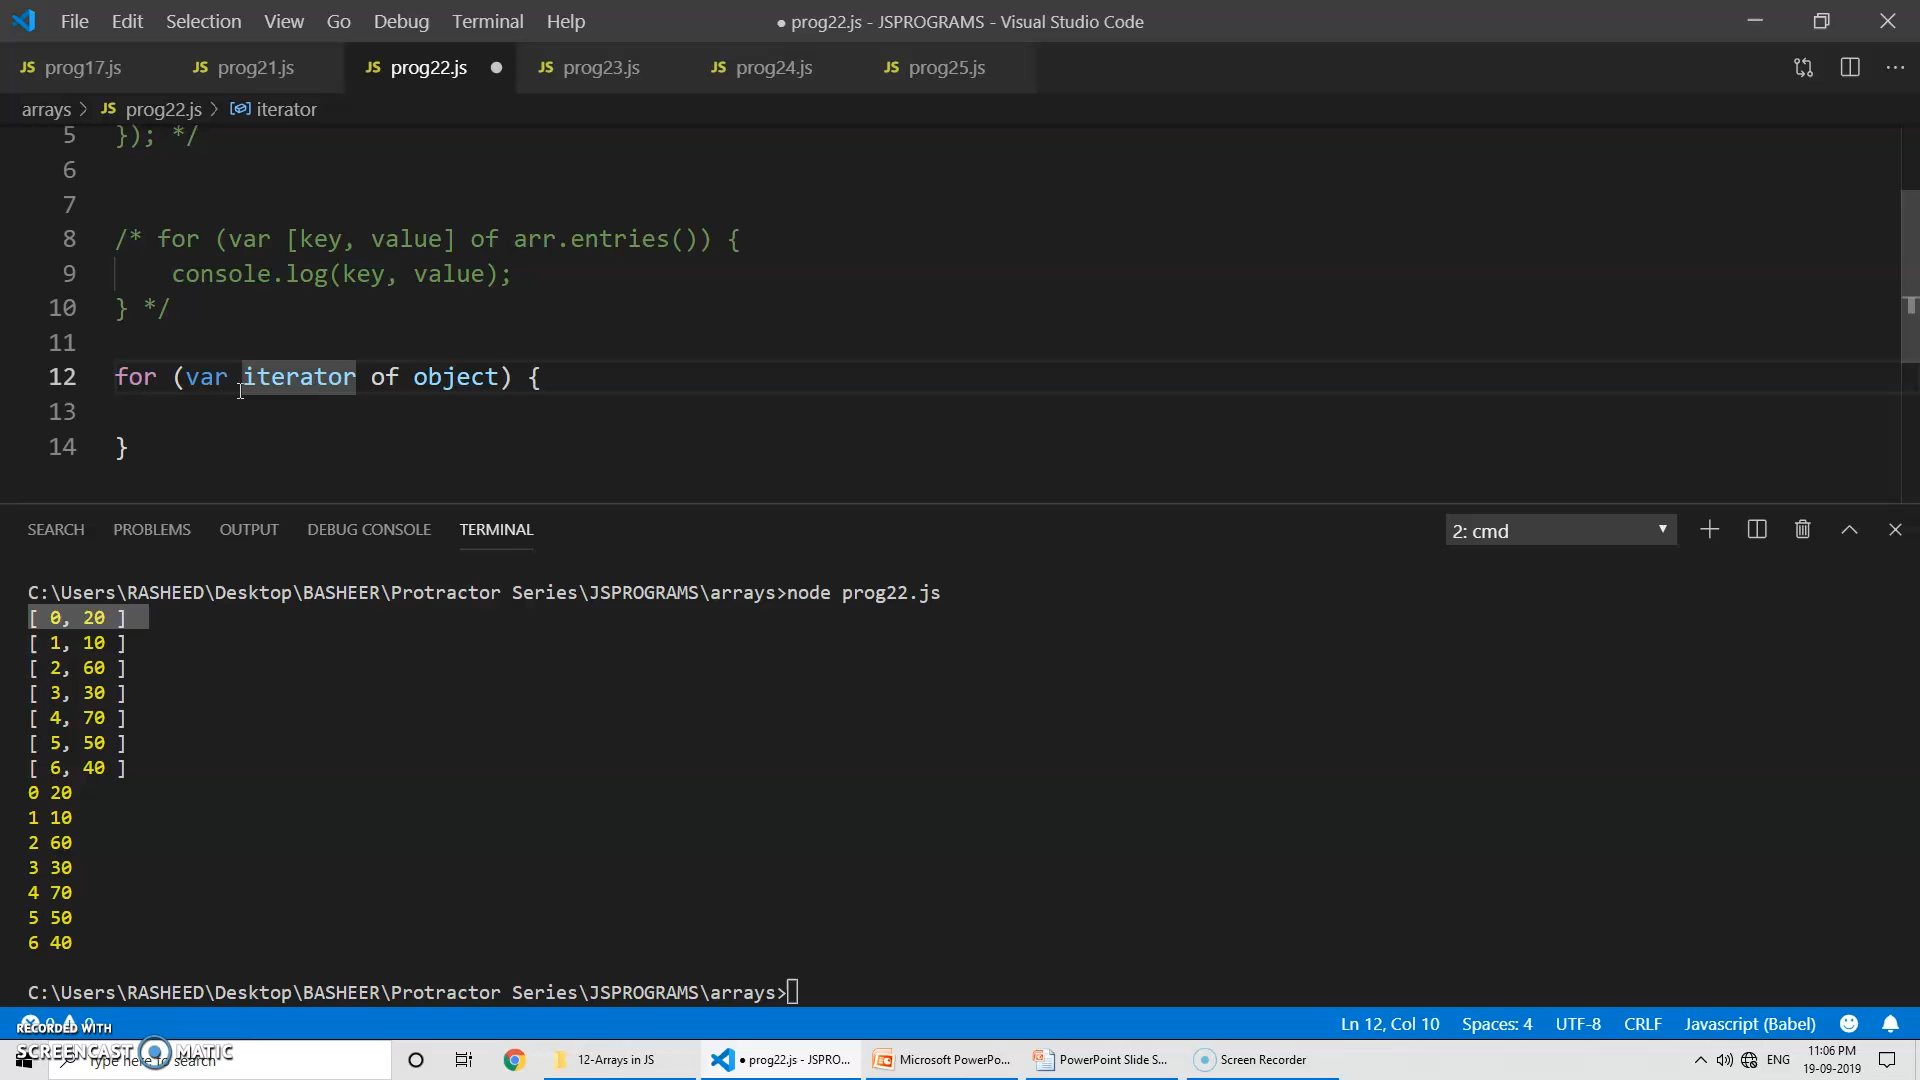 File Edit Selection View Go Debug Terminal Help
● prog22.js - JSPROGRAMS - Visual Studio Code
JS prog17.js JS prog21.js JS prog22.js ● JS prog23.js JS prog24.js JS prog25.js
arrays > JS prog22.js > iterator
5 }); */
6
7
8 /* for (var [key, value] of arr.entries()) {
9 console.log(key, value);
10 } */
11
12 for (var iterator of object) {
13
14 }
SEARCH PROBLEMS OUTPUT DEBUG CONSOLE TERMINAL 2: cmd
C:\Users\RASHEED\Desktop\BASHEER\Protractor Series\JSPROGRAMS\arrays>node prog22.js
[ 0, 20 ]
[ 1, 10 ]
[ 2, 60 ]
[ 3, 30 ]
[ 4, 70 ]
[ 5, 50 ]
[ 6, 40 ]
0 20
1 10
2 60
3 30
4 70
5 50
6 40
C:\Users\RASHEED\Desktop\BASHEER\Protractor Series\JSPROGRAMS\arrays>
Ln 12, Col 10 Spaces: 4 UTF-8 CRLF Javascript (Babel)
RECORDED WITH
SCREENCAST MATIC
Type here to search
12-Arrays in JS
● prog22.js - JSPRO...
Microsoft PowerPo...
PowerPoint Slide S...
Screen Recorder
ENG
11:06 PM
19-09-2019